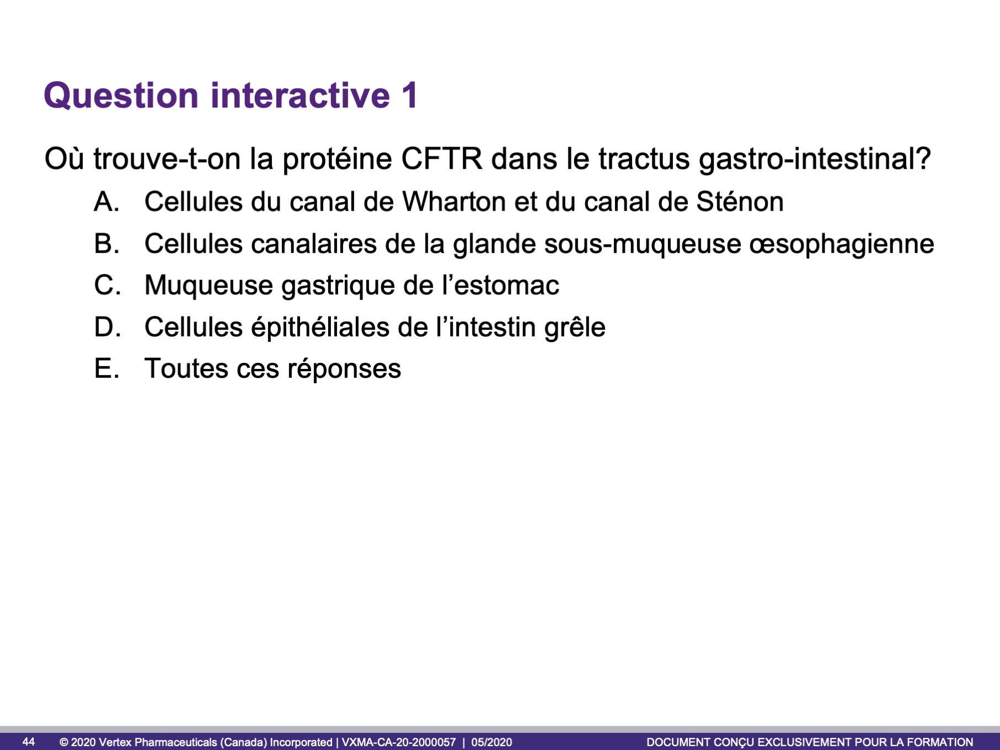 Question interactive 1
Où trouve-t-on la protéine CFTR dans le tractus gastro-intestinal?
A. Cellules du canal de Wharton et du canal de Sténon
B. Cellules canalaires de la glande sous-muqueuse œsophagienne
C. Muqueuse gastrique de l’estomac
D. Cellules épithéliales de l’intestin grêle
E. Toutes ces réponses
44 © 2020 Vertex Pharmaceuticals (Canada) Incorporated | VXMA-CA-20-2000057 | 05/2020 DOCUMENT CONÇU EXCLUSIVEMENT POUR LA FORMATION